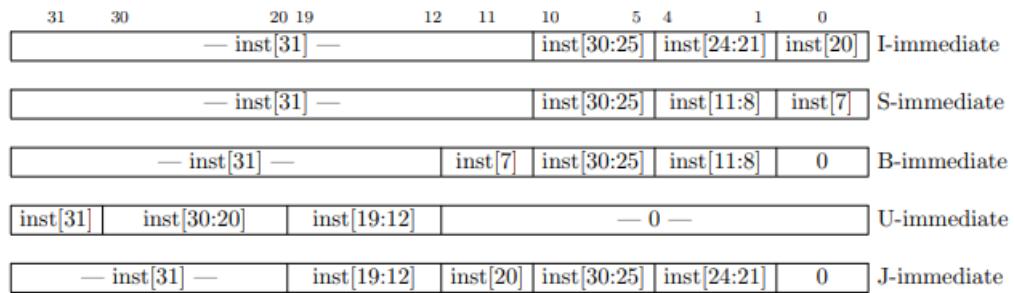 31 30 20 19 12 11 10 5 4 1 0
— inst[31] — inst[30:25] inst[24:21] inst[20] I-immediate
— inst[31] — inst[30:25] inst[11:8] inst[7] S-immediate
— inst[31] — inst[7] inst[30:25] inst[11:8] 0 B-immediate
inst[31] inst[30:20] inst[19:12] — 0 — U-immediate
— inst[31] — inst[19:12] inst[20] inst[30:25] inst[24:21] 0 J-immediate